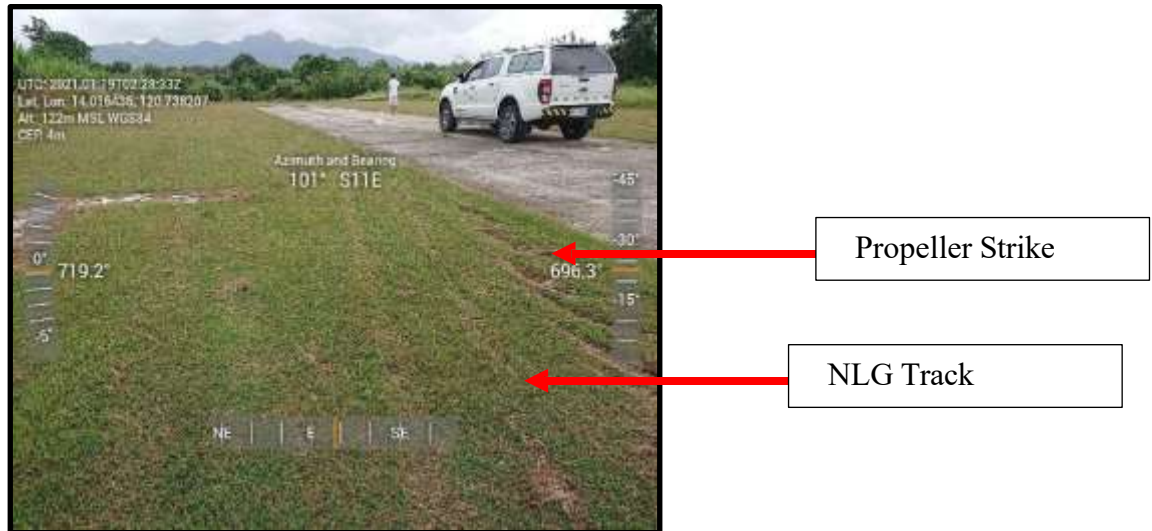 UTC: 2021.01.19T02:23:33Z
Lat, Lon: 14.016436, 120.738207
Alt: 122m MSL WGS84
CEP: 4m
Azimuth and Bearing
101° S11E
-45°
-30°
Propeller Strike
0°
719.2°
696.3°
-15°
-5°
NLG Track
NE
E
SE